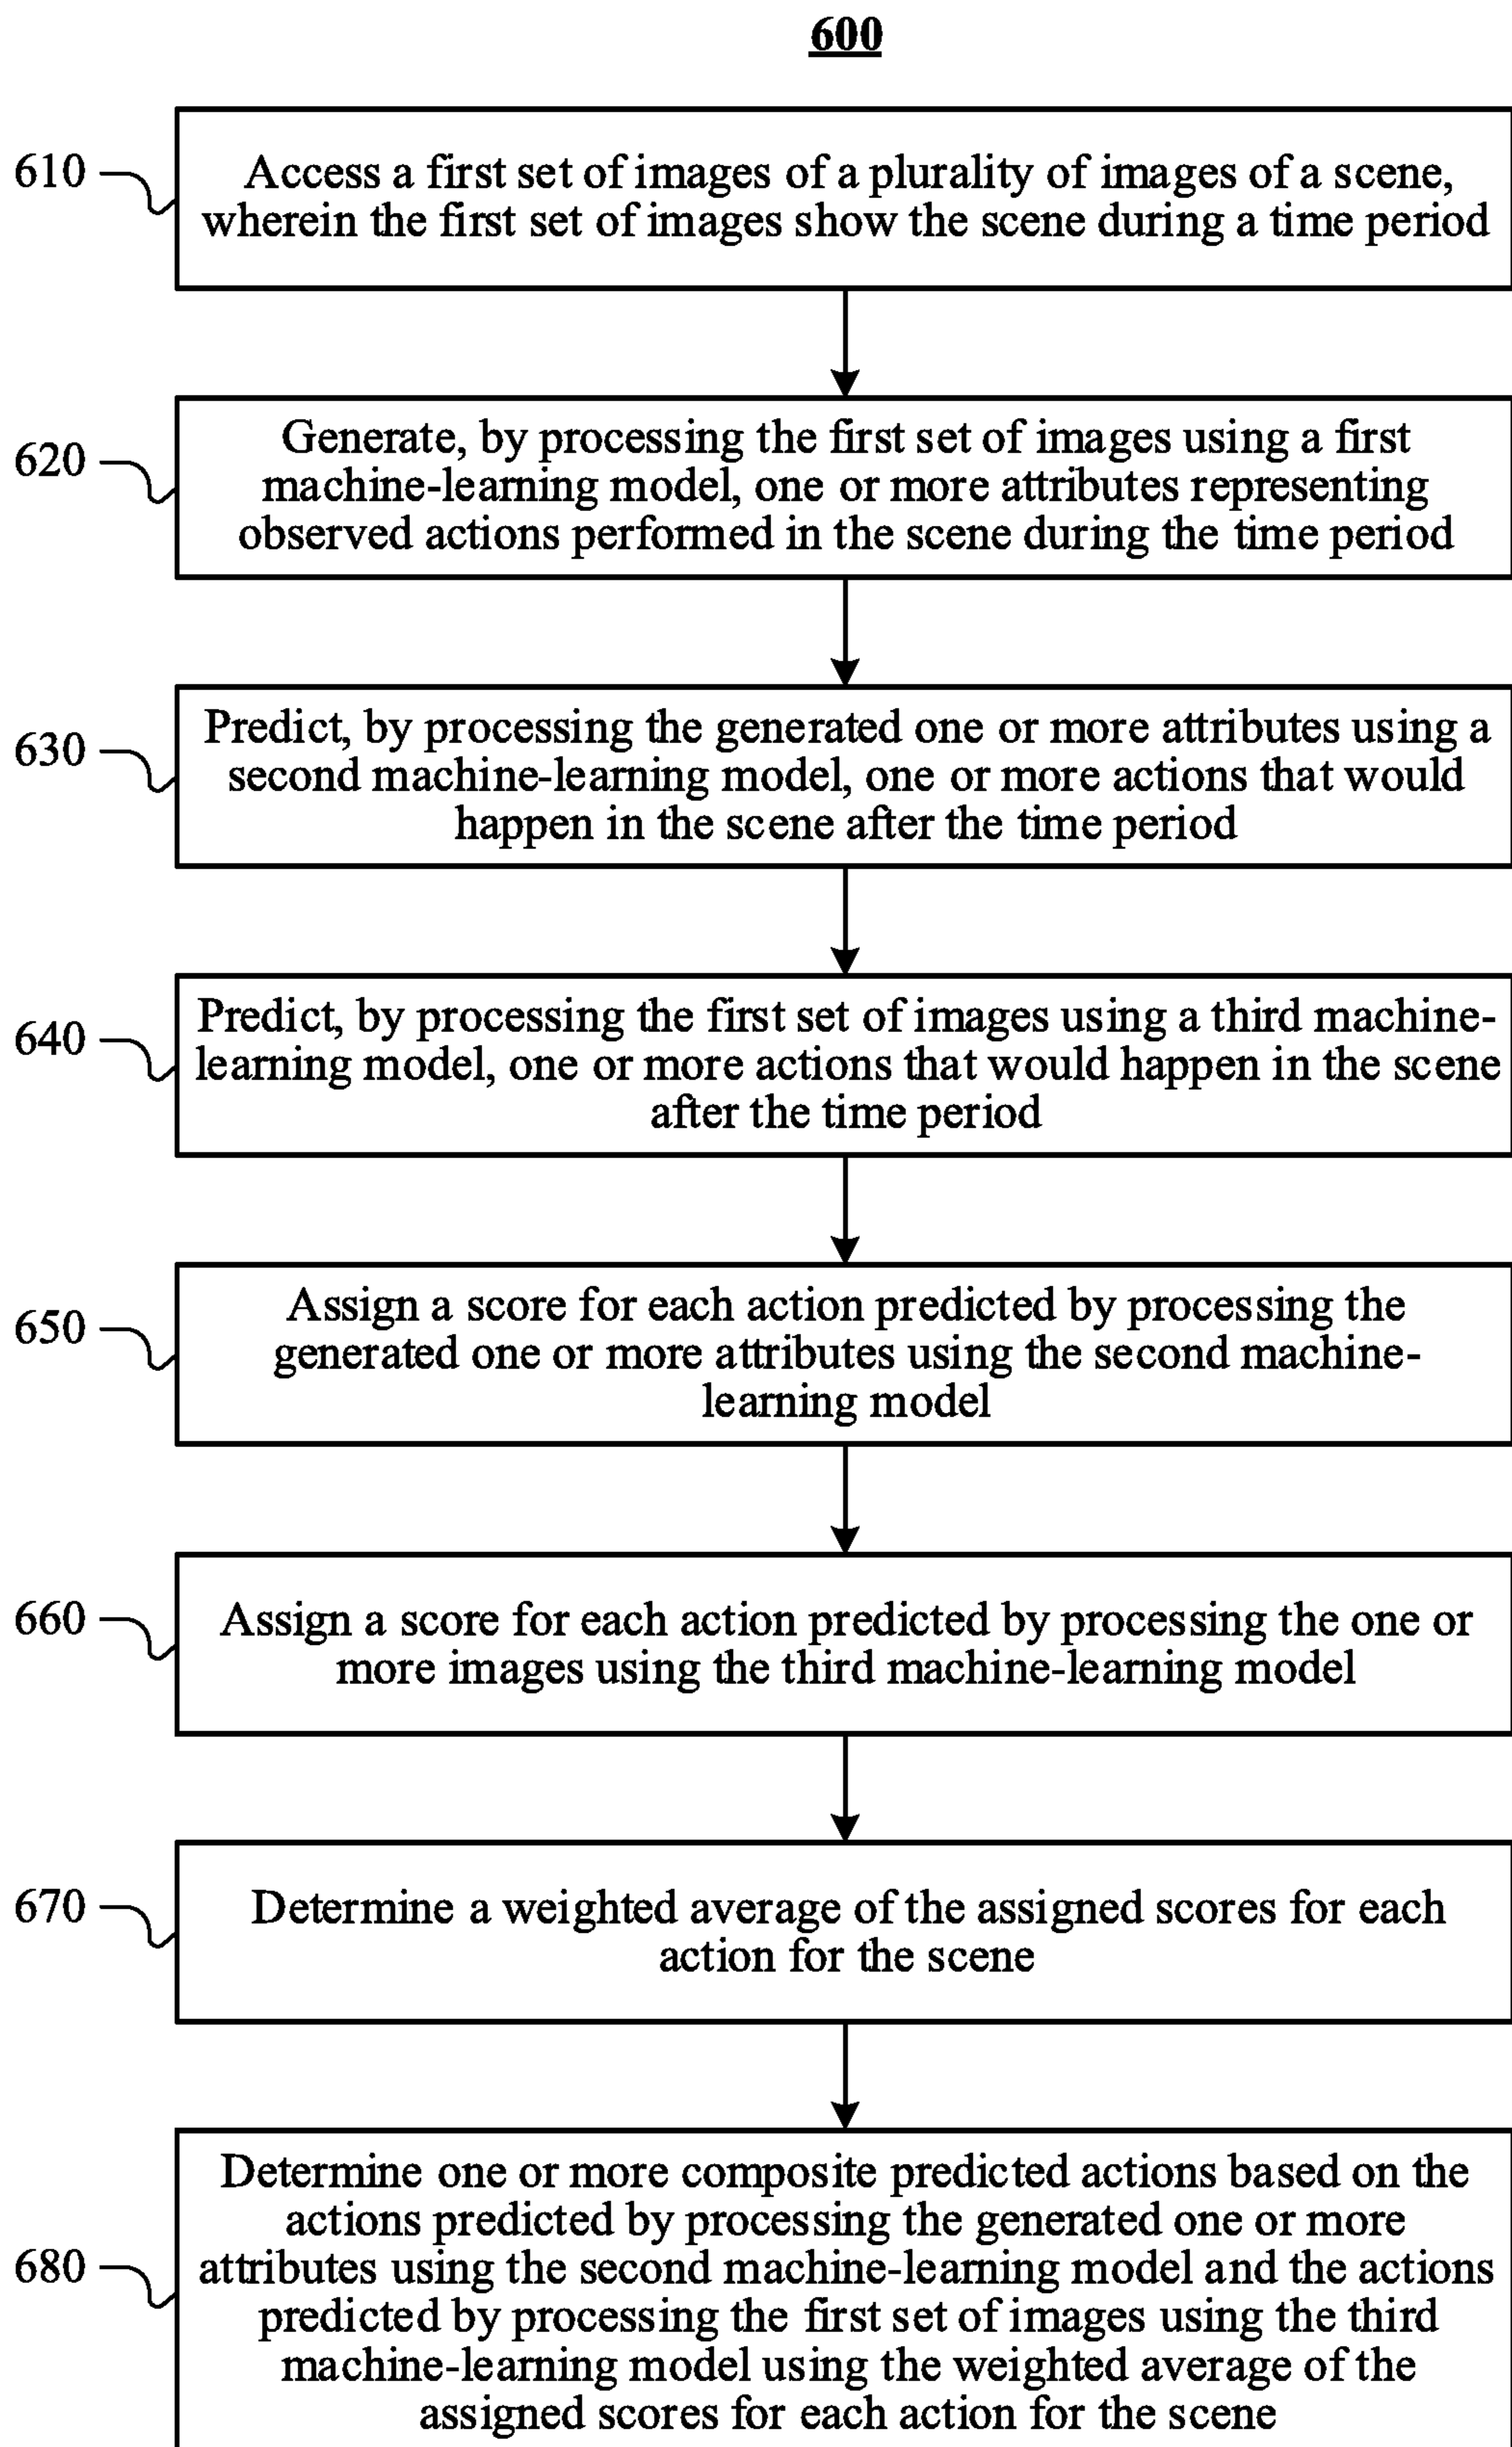 600
610
Access a first set of images of a plurality of images of a scene,
wherein the first set of images show the scene during a time period
620
Generate, by processing the first set of images using a first
machine-learning model, one or more attributes representing
observed actions performed in the scene during the time period
630
Predict, by processing the generated one or more attributes using a
second machine-learning model, one or more actions that would
happen in the scene after the time period
640
Predict, by processing the first set of images using a third machine-
learning model, one or more actions that would happen in the scene
after the time period
650
Assign a score for each action predicted by processing the
generated one or more attributes using the second machine-
learning model
660
Assign a score for each action predicted by processing the one or
more images using the third machine-learning model
670
Determine a weighted average of the assigned scores for each
action for the scene
680
Determine one or more composite predicted actions based on the
actions predicted by processing the generated one or more
attributes using the second machine-learning model and the actions
predicted by processing the first set of images using the third
machine-learning model using the weighted average of the
assigned scores for each action for the scene